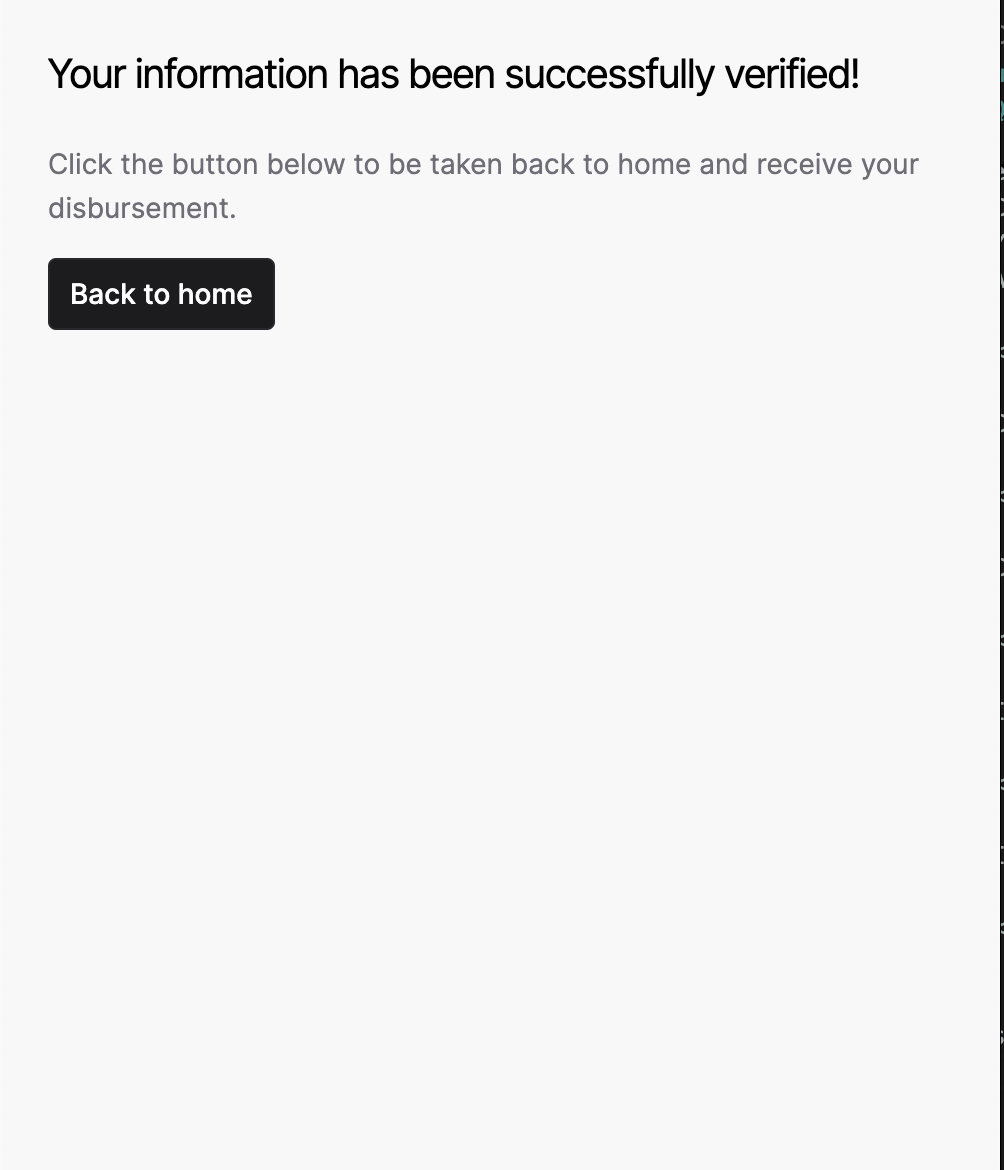 Your information has been successfully verified!
Click the button below to be taken back to home and receive your
disbursement.
Back to home